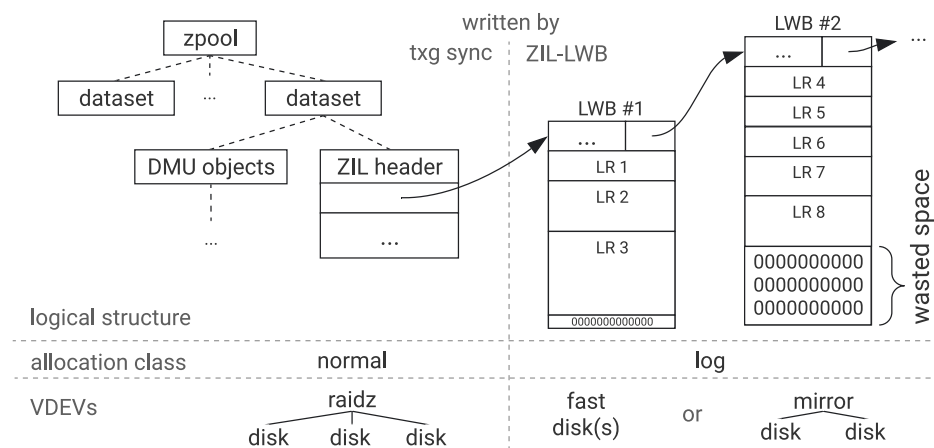 written by
txg sync
ZIL-LWB
zpool
dataset
...
dataset
DMU objects
...
ZIL header
...
LWB #1
...
LR 1
LR 2
LR 3
0000000000000
LWB #2
...
...
LR 4
LR 5
LR 6
LR 7
LR 8
0000000000
0000000000
0000000000
wasted space
logical structure
allocation class
normal
log
VDEVs
raidz
disk disk disk
fast
disk(s)
or
mirror
disk disk